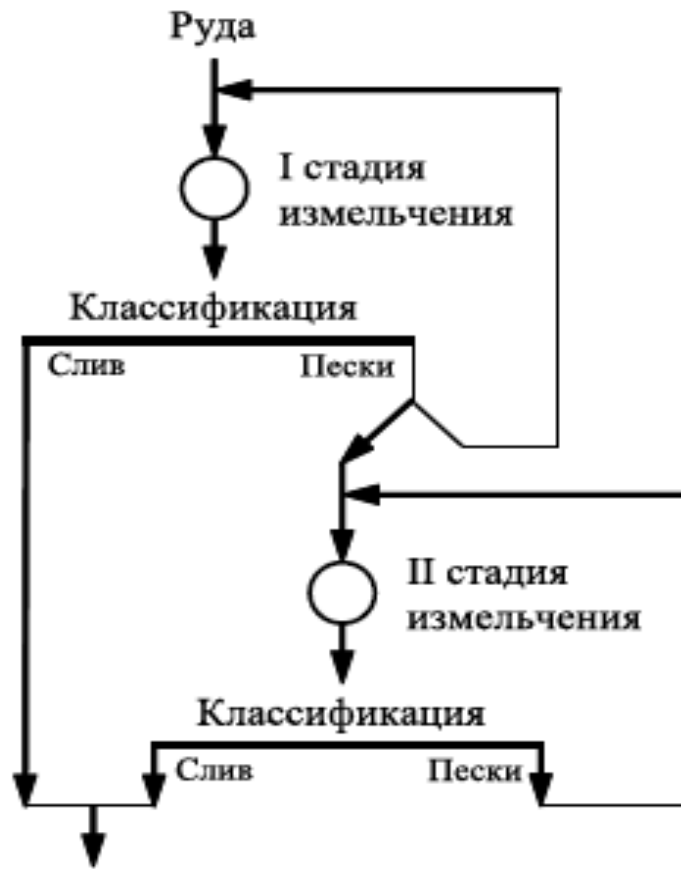 Руда
I стадия
измельчения
Классификация
Слив
Пески
II стадия
измельчения
Классификация
Слив
Пески